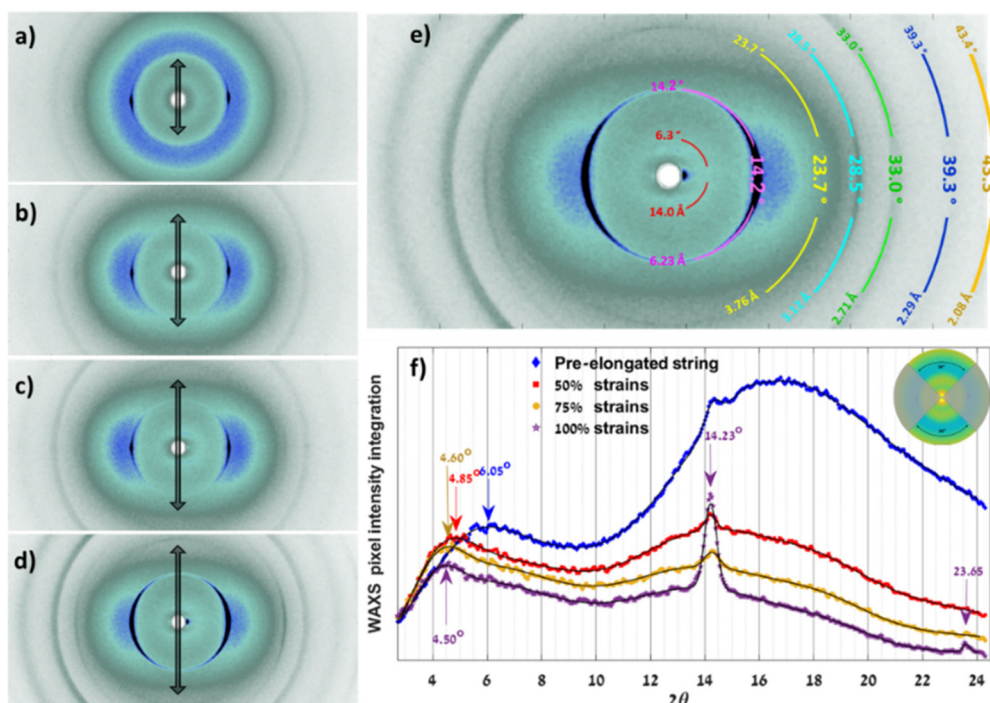 a)
b)
c)
d)
e)
23.7°
28.5°
33.0°
39.3°
43.4°
14.2°
6.3°
14.2°
23.7°
28.5°
33.0°
39.3°
14.0 Å
6.23 Å
3.76 Å
2.71 Å
2.29 Å
2.08 Å
f)
Pre-elongated string
50% strains
75% strains
100% strains
4.60°
4.85°
6.05°
14.23°
23.65
4.50°
WAXS pixel intensity integration
4 6 8 10 12 14 16 18 20 22 24
2θ